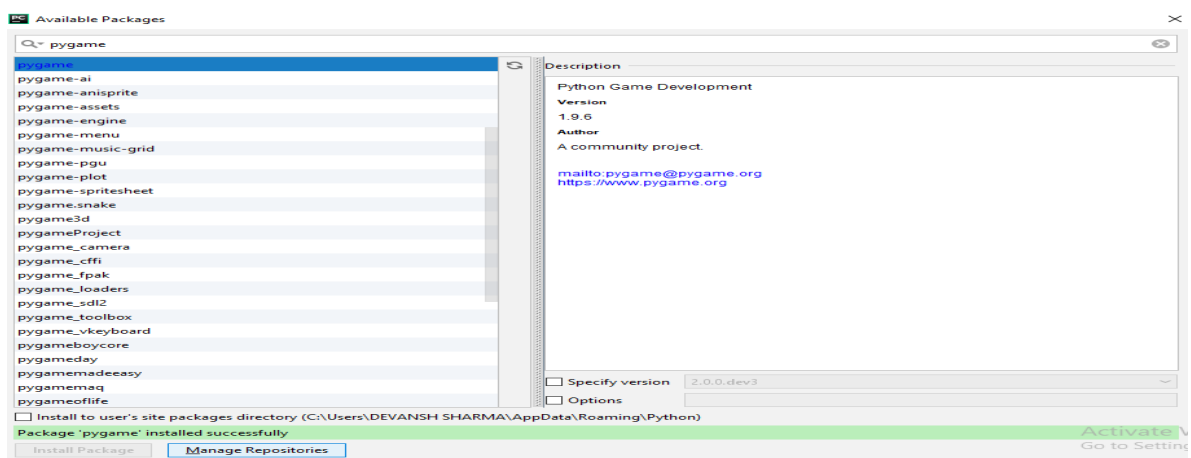 PC Available Packages
pygame
pygame
pygame-ai
pygame-anisprite
pygame-assets
pygame-engine
pygame-menu
pygame-music-grid
pygame-pgu
pygame-plot
pygame-spritesheet
pygame.snake
pygame3d
pygameProject
pygame_camera
pygame_cffi
pygame_fpak
pygame_loaders
pygame_sdl2
pygame_toolbox
pygame_vkeyboard
pygameboycore
pygameday
pygamemadeeasy
pygamemaq
pygameoflife
Description
Python Game Development
Version
1.9.6
Author
A community project.
mailto:pygame@pygame.org
https://www.pygame.org
Specify version 2.0.0.dev3
Options
Install to user's site packages directory (C:\Users\DEVANSH SHARMA\AppData\Roaming\Python)
Package 'pygame' installed successfully
Install Package Manage Repositories
Activate
Go to Setting